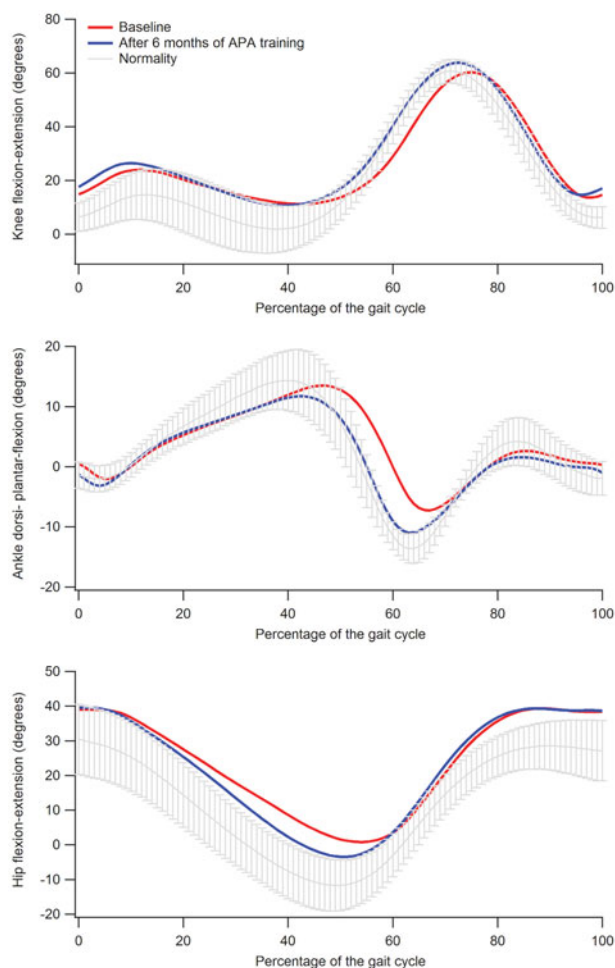 80
60
40
20
0
Knee flexion-extension (degrees)
Baseline
After 6 months of APA training
Normality
0 20 40 60 80 100
Percentage of the gait cycle
20
10
0
-10
-20
Ankle dorsi- plantar-flexion (degrees)
0 20 40 60 80 100
Percentage of the gait cycle
50
40
30
20
10
0
-10
-20
Hip flexion-extension (degrees)
0 20 40 60 80 100
Percentage of the gait cycle